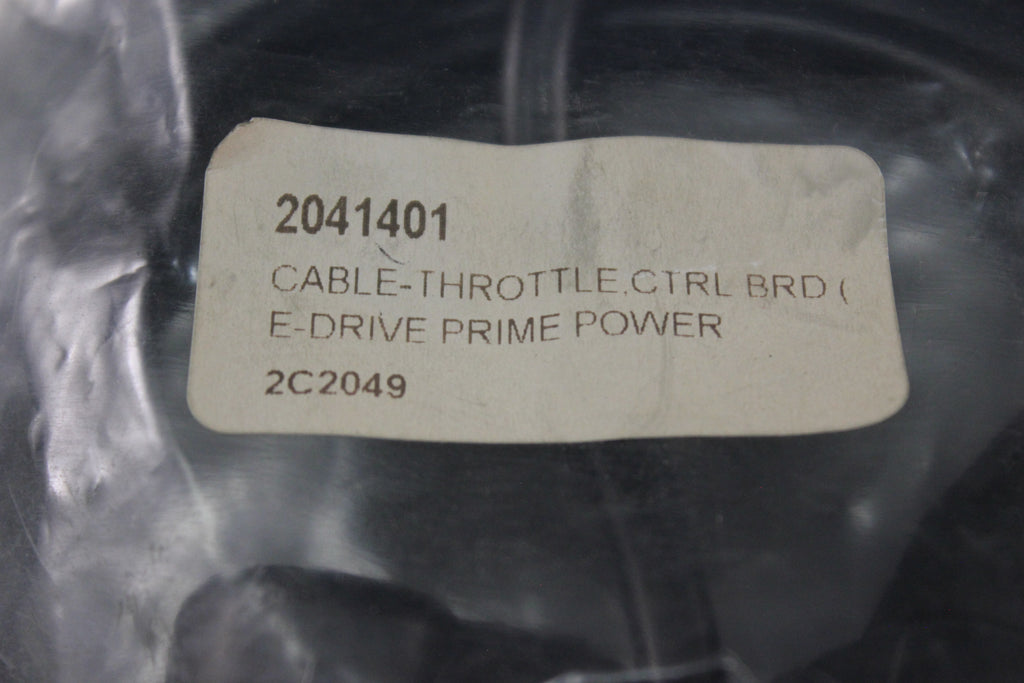 2041401
CABLE-THROTTLE,CTRL BRD (
E-DRIVE PRIME POWER
2C2049